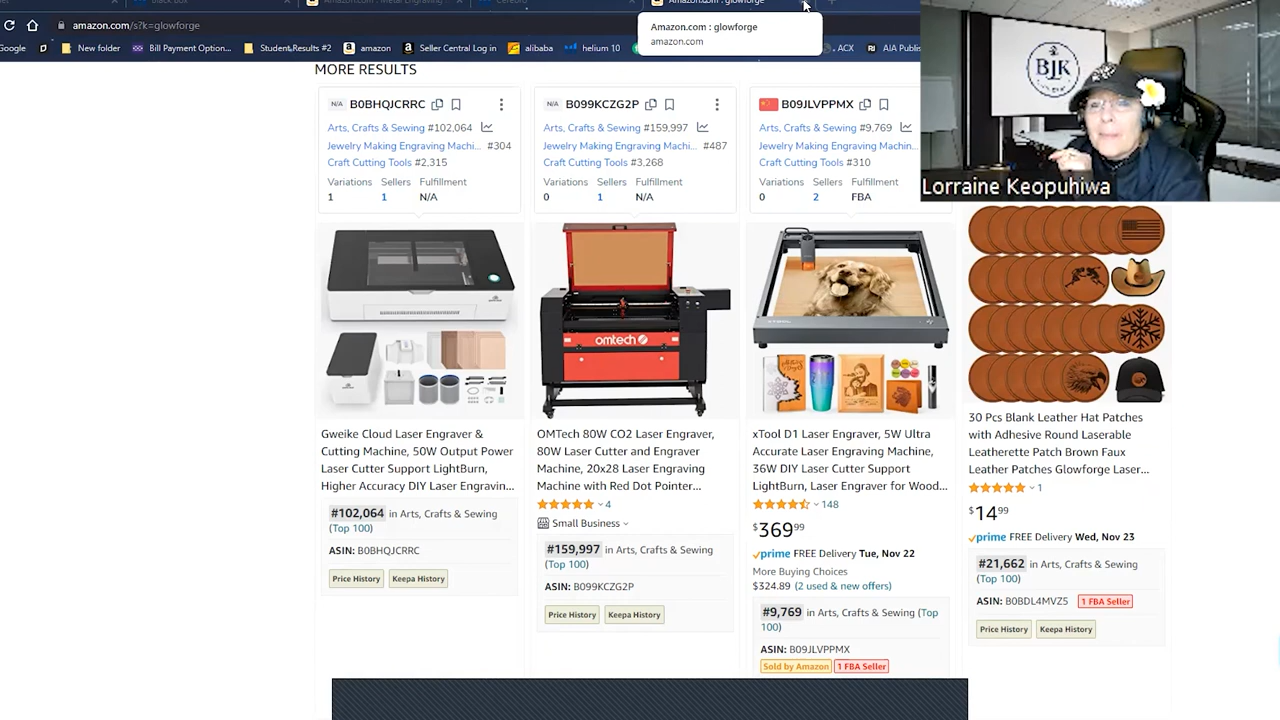 Amazon.com : glowforge
amazon.com/s?k=glowforge
Amazon.com : glowforge
amazon.com
Google
New folder
Bill Payment Option...
Student Results #2
amazon
Seller Central Log in
alibaba
helium 10
ACX
AIA Publis
BJK
Lorraine Keopuhiwa
MORE RESULTS
N/A B0BHQJCRRC
Arts, Crafts & Sewing #102,064
Jewelry Making Engraving Machi... #304
Craft Cutting Tools #2,315
Variations Sellers Fulfillment
1 1 N/A
N/A B099KCZG2P
Arts, Crafts & Sewing #159,997
Jewelry Making Engraving Machi... #487
Craft Cutting Tools #3,268
Variations Sellers Fulfillment
0 1 N/A
B09JLVPPMX
Arts, Crafts & Sewing #9,769
Jewelry Making Engraving Machi...
Craft Cutting Tools #310
Variations Sellers Fulfillment
0 2 FBA
omtech
Gweike Cloud Laser Engraver &
Cutting Machine, 50W Output Power
Laser Cutter Support LightBurn,
Higher Accuracy DIY Laser Engravin...
#102,064 in Arts, Crafts & Sewing
(Top 100)
ASIN: B0BHQJCRRC
Price History Keepa History
OMTech 80W CO2 Laser Engraver,
80W Laser Cutter and Engraver
Machine, 20x28 Laser Engraving
Machine with Red Dot Pointer...
4
Small Business
#159,997 in Arts, Crafts & Sewing
(Top 100)
ASIN: B099KCZG2P
Price History Keepa History
xTool D1 Laser Engraver, 5W Ultra
Accurate Laser Engraving Machine,
36W DIY Laser Cutter Support
LightBurn, Laser Engraver for Wood...
148
$369 99
prime FREE Delivery Tue, Nov 22
More Buying Choices
$324.89 (2 used & new offers)
#9,769 in Arts, Crafts & Sewing (Top
100)
ASIN: B09JLVPPMX
Sold by Amazon 1 FBA Seller
30 Pcs Blank Leather Hat Patches
with Adhesive Round Laserable
Leatherette Patch Brown Faux
Leather Patches Glowforge Laser...
1
$14 99
prime FREE Delivery Wed, Nov 23
#21,662 in Arts, Crafts & Sewing
(Top 100)
ASIN: B0BDL4MVZ5 1 FBA Seller
Price History Keepa History